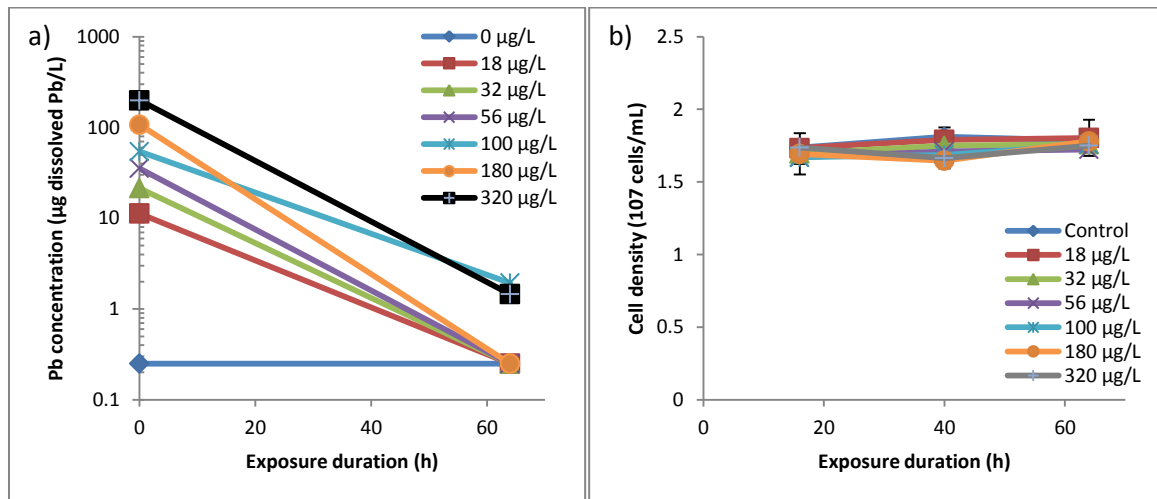 a)
Pb concentration (µg dissolved Pb/L)
1000
100
10
1
0.1
0
20
40
60
Exposure duration (h)
0 µg/L
18 µg/L
32 µg/L
56 µg/L
100 µg/L
180 µg/L
320 µg/L
b)
Cell density (107 cells/mL)
2.5
2
1.5
1
0.5
0
0
20
40
60
Exposure duration (h)
Control
18 µg/L
32 µg/L
56 µg/L
100 µg/L
180 µg/L
320 µg/L